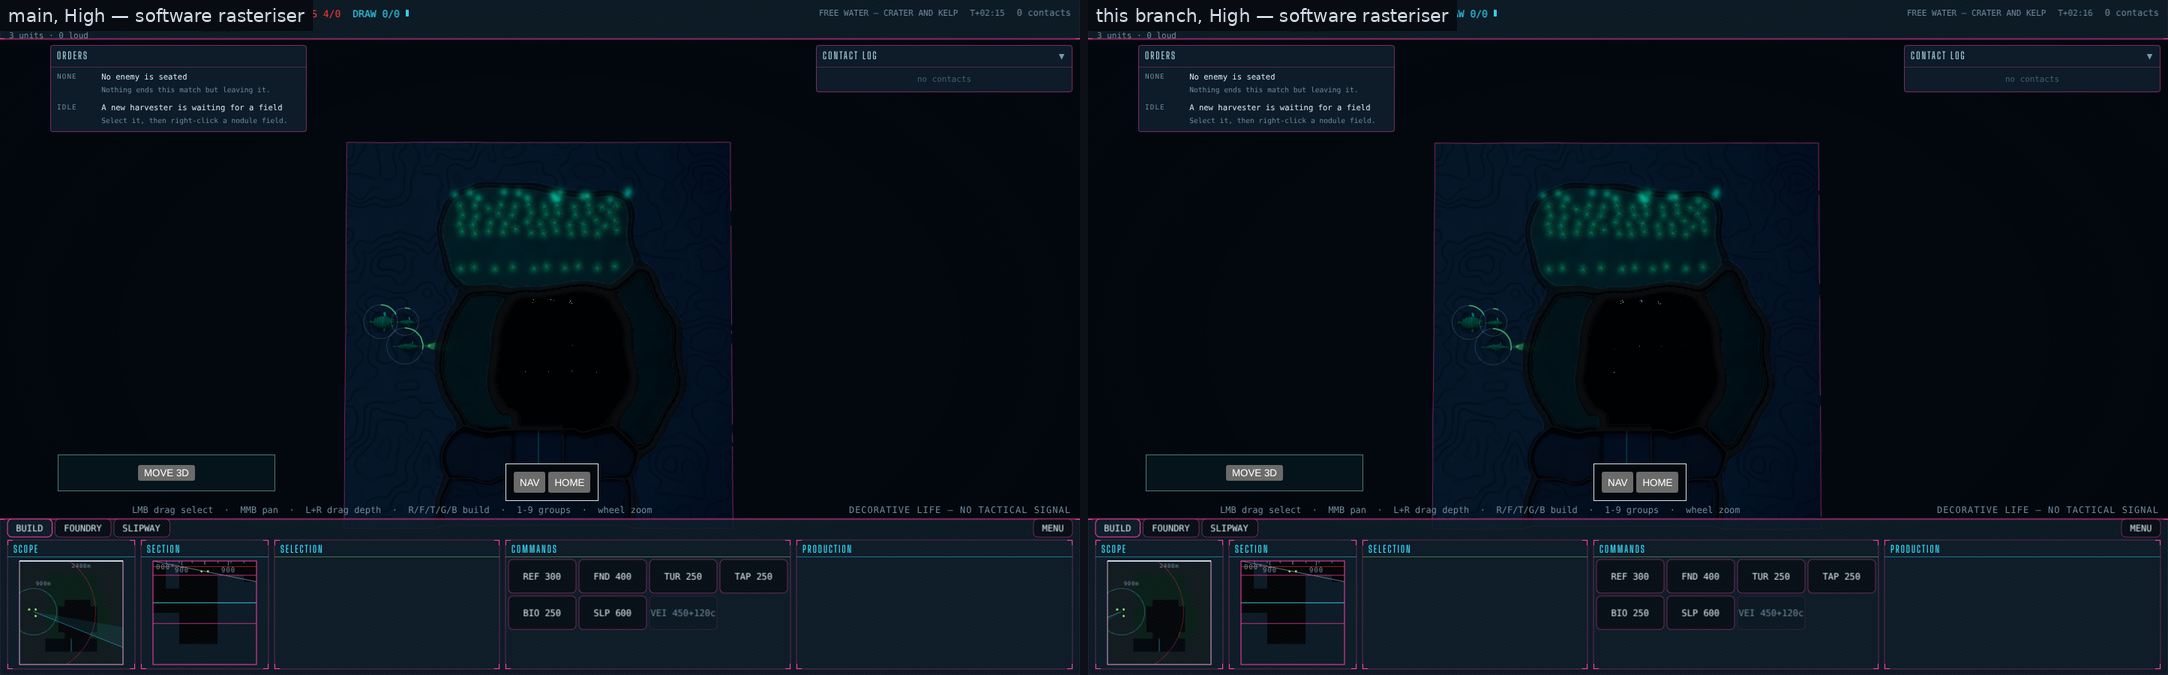 main, High — software rasteriser
S 4/0 DRAW 0/0
FREE WATER — CRATER AND KELP T+02:15 0 contacts
3 units · 0 loud
ORDERS
NONE No enemy is seated
Nothing ends this match but leaving it.
IDLE A new harvester is waiting for a field
Select it, then right-click a nodule field.
CONTACT LOG ▼
no contacts
MOVE 3D
NAV HOME
LMB drag select · MMB pan · L+R drag depth · R/F/T/G/B build · 1-9 groups · wheel zoom
DECORATIVE LIFE — NO TACTICAL SIGNAL
BUILD FOUNDRY SLIPWAY MENU
SCOPE SECTION SELECTION COMMANDS PRODUCTION
2400m
900m
900
REF 300 FND 400 TUR 250 TAP 250
BIO 250 SLP 600 VEI 450+120c
this branch, High — software rasteriser
W 0/0
FREE WATER — CRATER AND KELP T+02:16 0 contacts
3 units · 0 loud
ORDERS
NONE No enemy is seated
Nothing ends this match but leaving it.
IDLE A new harvester is waiting for a field
Select it, then right-click a nodule field.
CONTACT LOG ▼
no contacts
MOVE 3D
NAV HOME
LMB drag select · MMB pan · L+R drag depth · R/F/T/G/B build · 1-9 groups · wheel zoom
DECORATIVE LIFE — NO TACTICAL SIGNAL
BUILD FOUNDRY SLIPWAY MENU
SCOPE SECTION SELECTION COMMANDS PRODUCTION
2400m
900m
900
REF 300 FND 400 TUR 250 TAP 250
BIO 250 SLP 600 VEI 450+120c